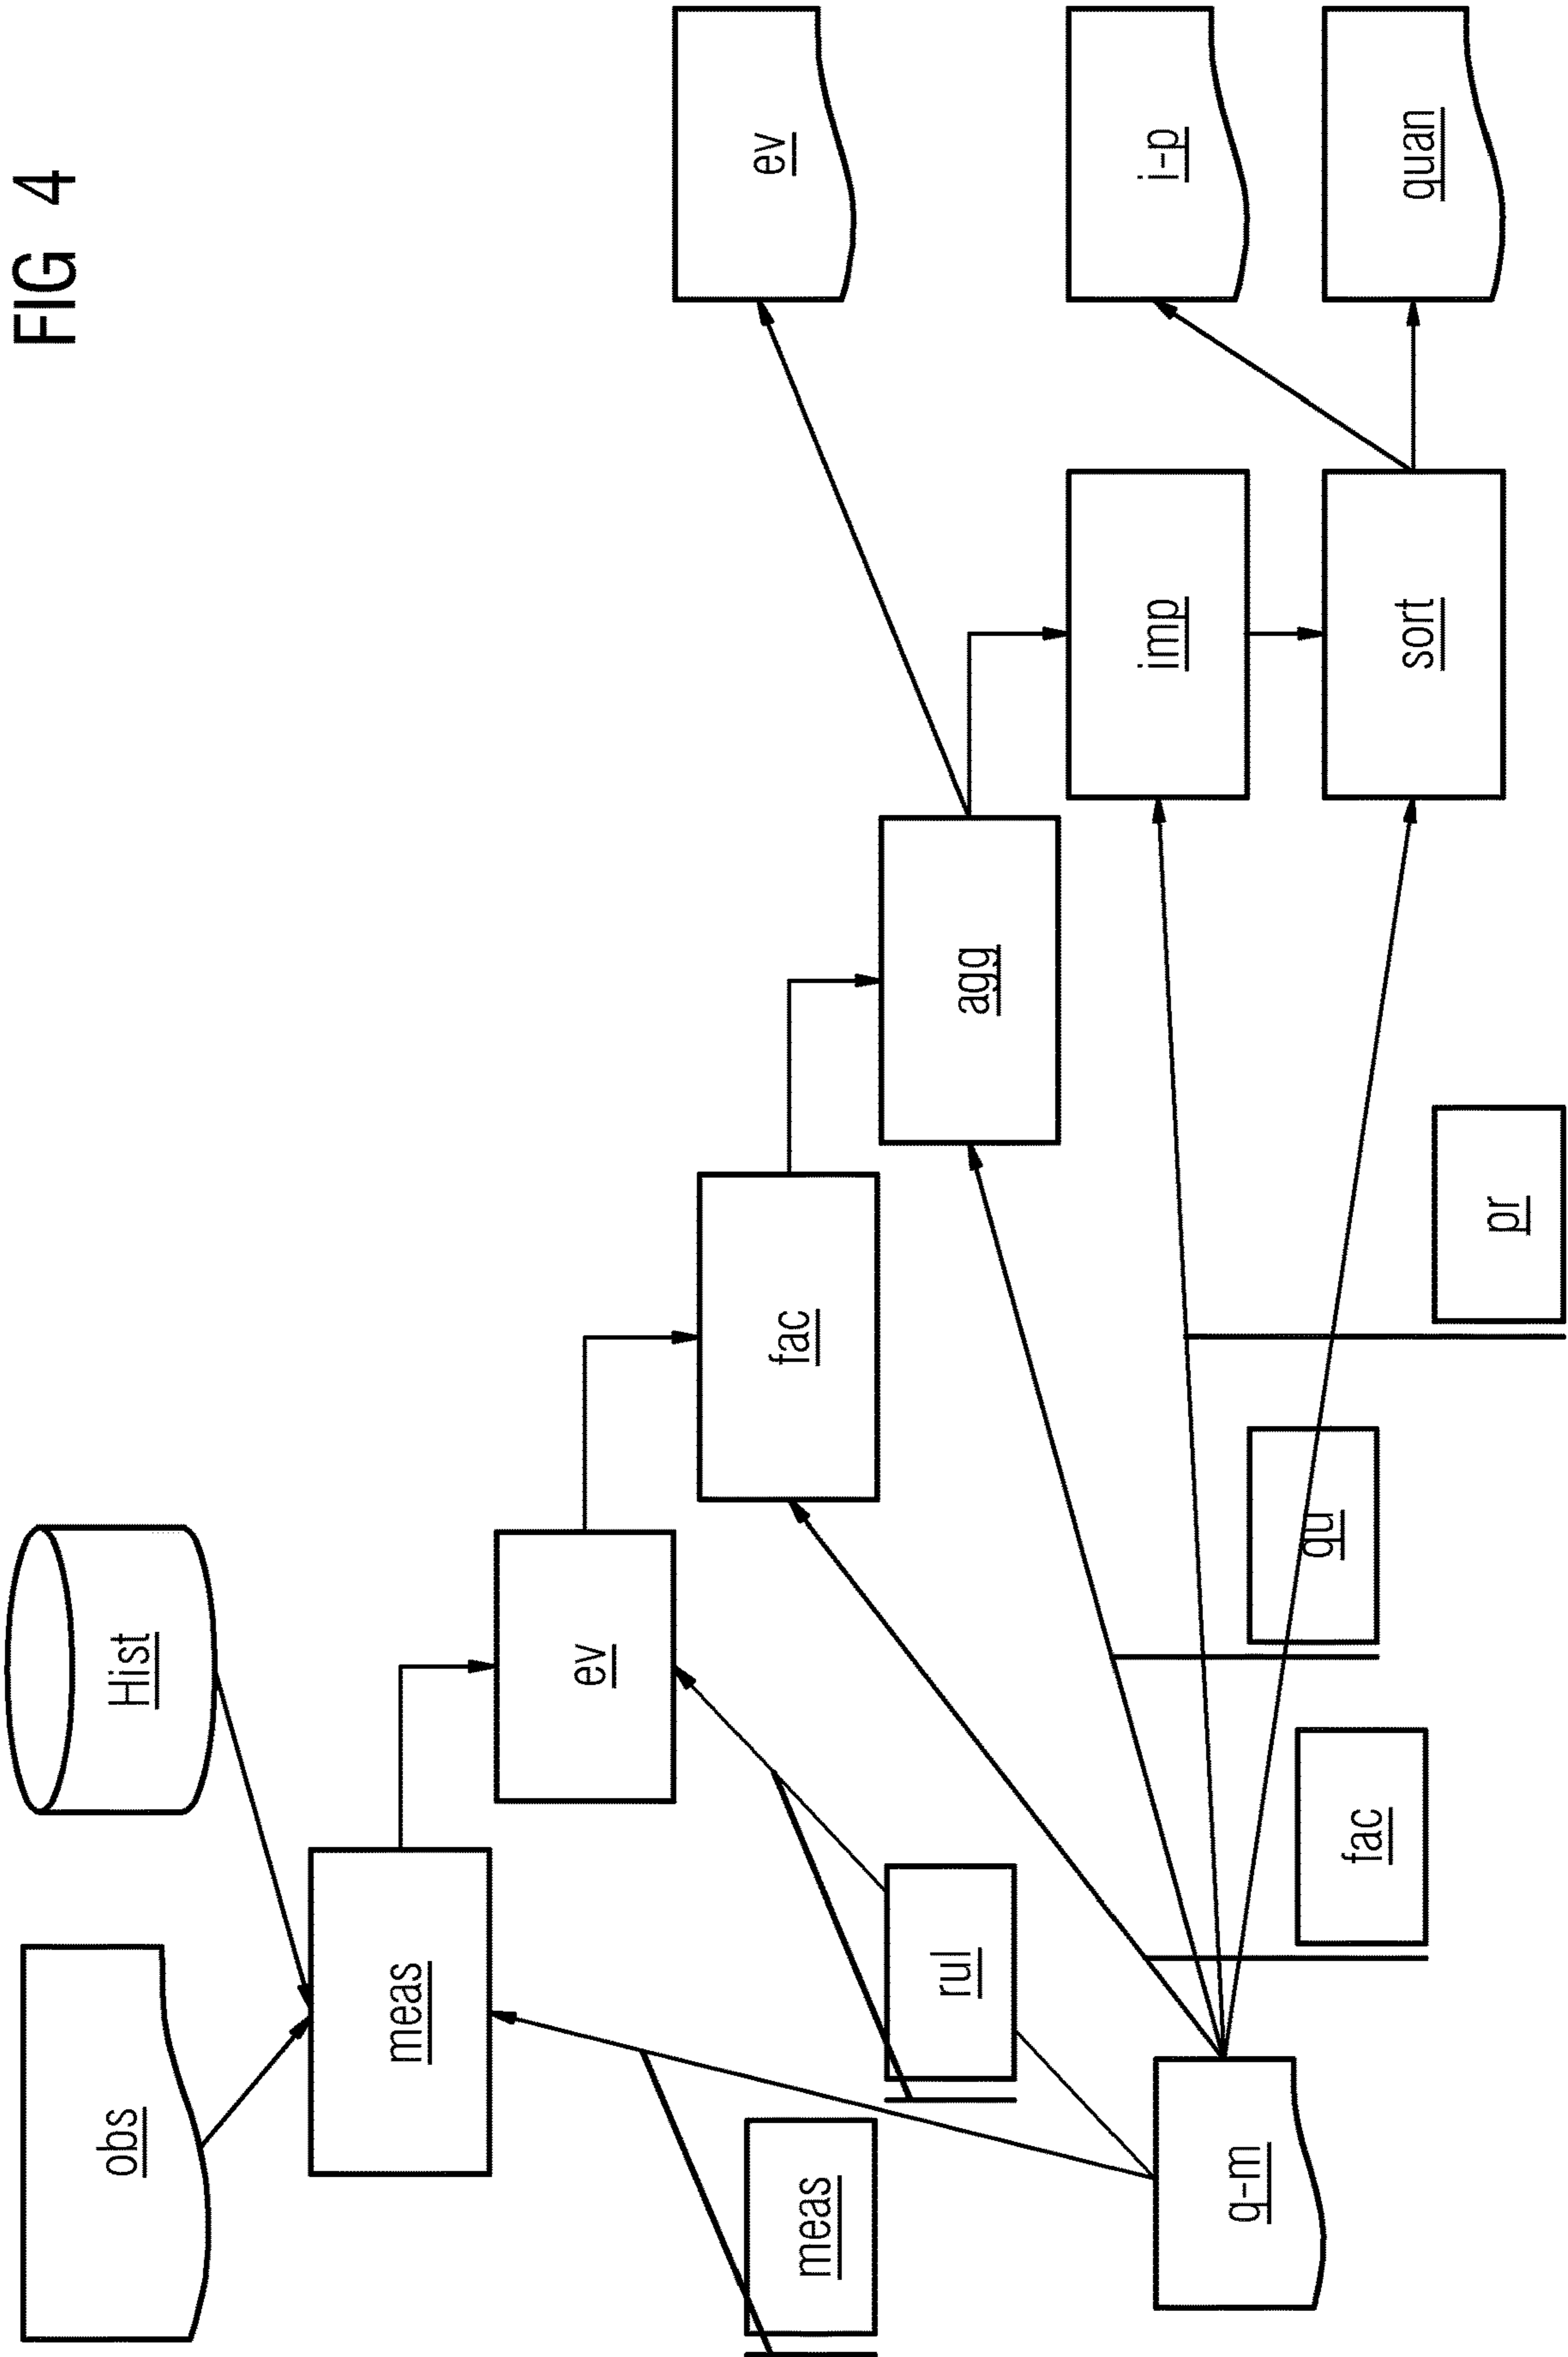 FIG 4
obs
Hist
meas
ev
fac
agg
imp
sort
ev
i-p
quan
meas
rul
q-m
fac
qu
pr